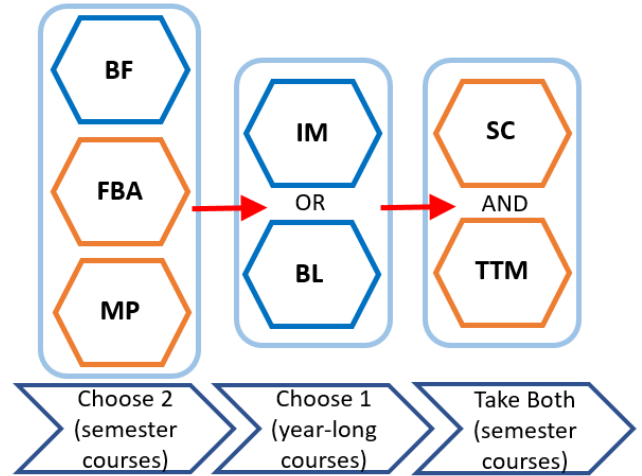 BF
FBA
MP
IM
OR
BL
SC
AND
TTM
Choose 2
(semester
courses)
Choose 1
(year-long
courses)
Take Both
(semester
courses)